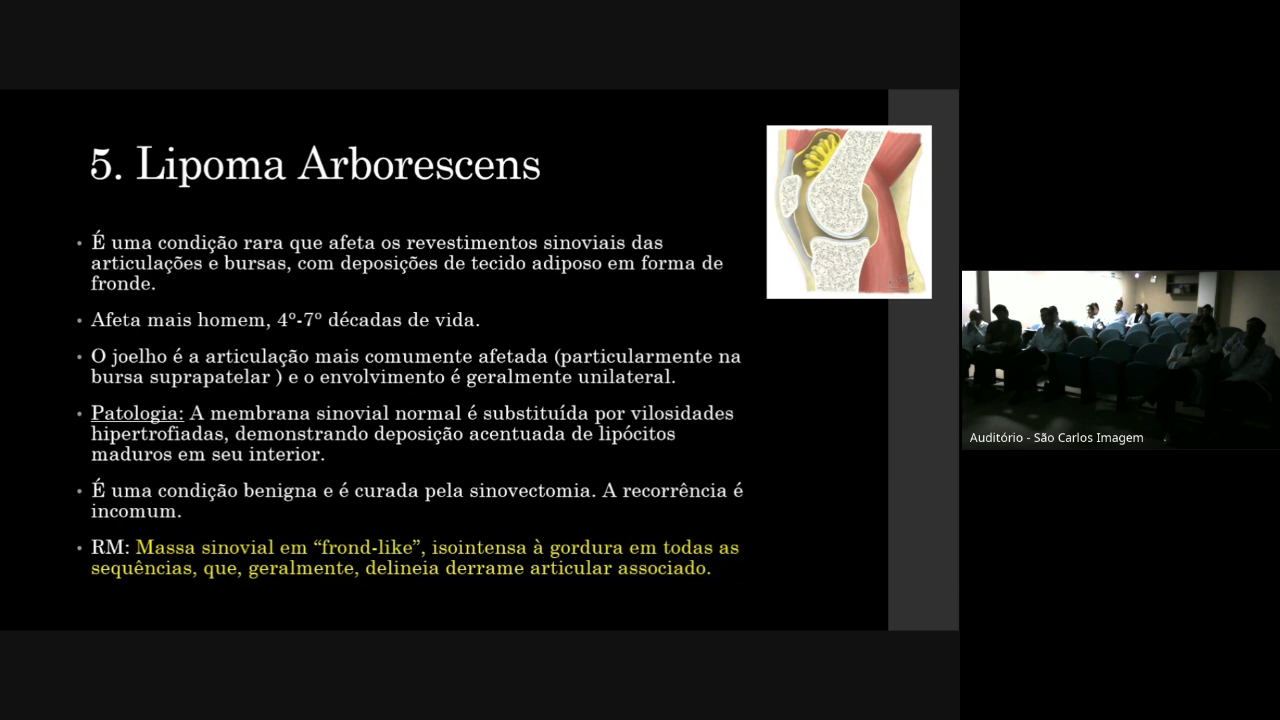 5. Lipoma Arborescens
• É uma condição rara que afeta os revestimentos sinoviais das
articulações e bursas, com deposições de tecido adiposo em forma de
fronde.
• Afeta mais homem, 4º-7º décadas de vida.
• O joelho é a articulação mais comumente afetada (particularmente na
bursa suprapatelar ) e o envolvimento é geralmente unilateral.
• Patologia: A membrana sinovial normal é substituída por vilosidades
hipertrofiadas, demonstrando deposição acentuada de lipócitos
maduros em seu interior.
• É uma condição benigna e é curada pela sinovectomia. A recorrência é
incomum.
• RM: Massa sinovial em “frond-like”, isointensa à gordura em todas as
sequências, que, geralmente, delineia derrame articular associado.
Auditório - São Carlos Imagem